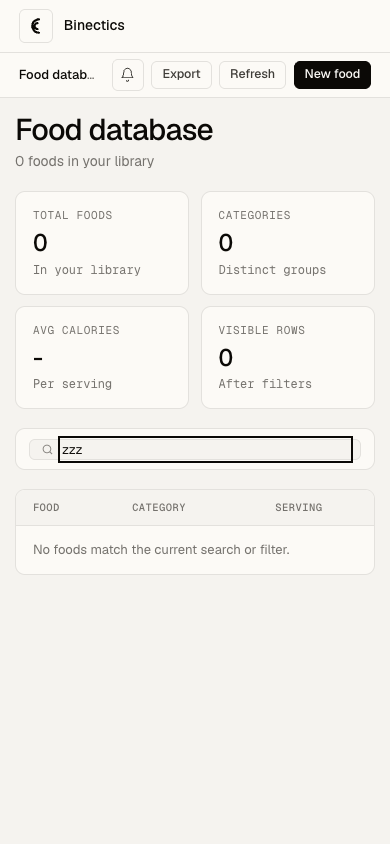 Binectics
Food datab…
Export
Refresh
New food
Food database
0 foods in your library
TOTAL FOODS
0
In your library
CATEGORIES
0
Distinct groups
AVG CALORIES
-
Per serving
VISIBLE ROWS
0
After filters
zzz
FOOD CATEGORY SERVING
No foods match the current search or filter.